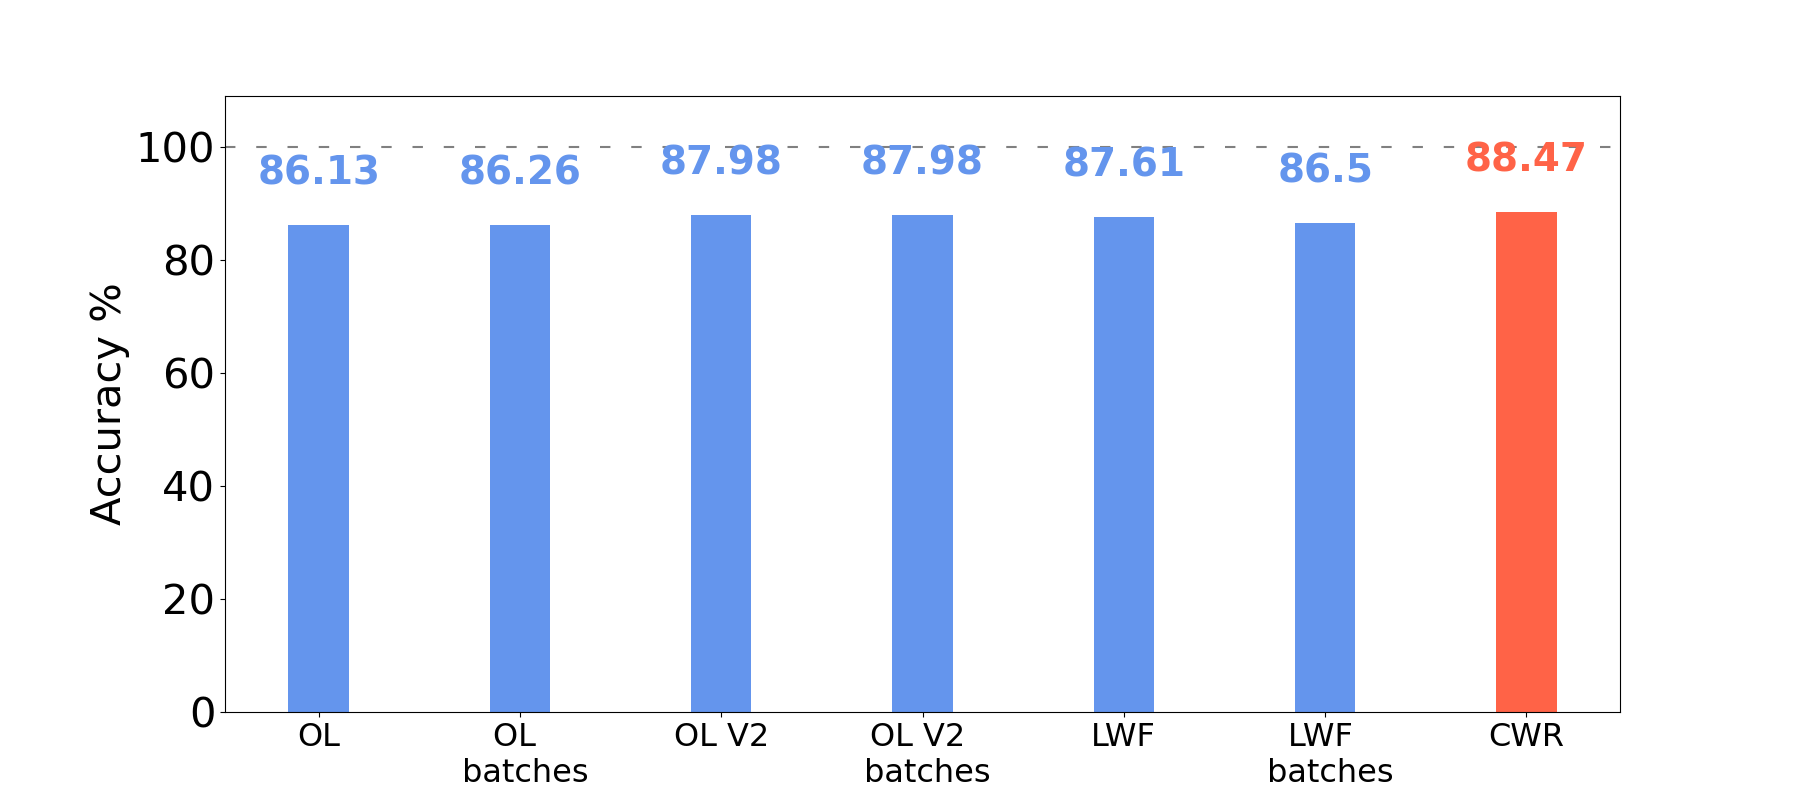 100
80
60
40
20
0
Accuracy %
86.13
86.26
87.98
87.98
87.61
86.5
88.47
OL
OL
batches
OL V2
OL V2
batches
LWF
LWF
batches
CWR